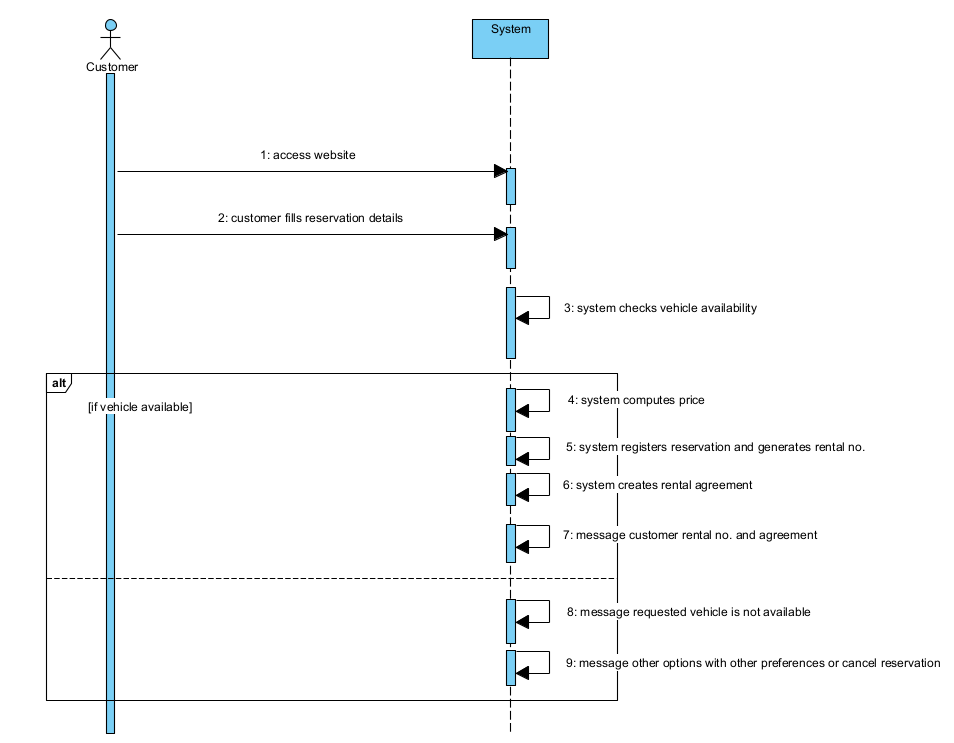 System
Customer
1: access website
2: customer fills reservation details
3: system checks vehicle availability
alt
[if vehicle available]
4: system computes price
5: system registers reservation and generates rental no.
6: system creates rental agreement
7: message customer rental no. and agreement
8: message requested vehicle is not available
9: message other options with other preferences or cancel reservation